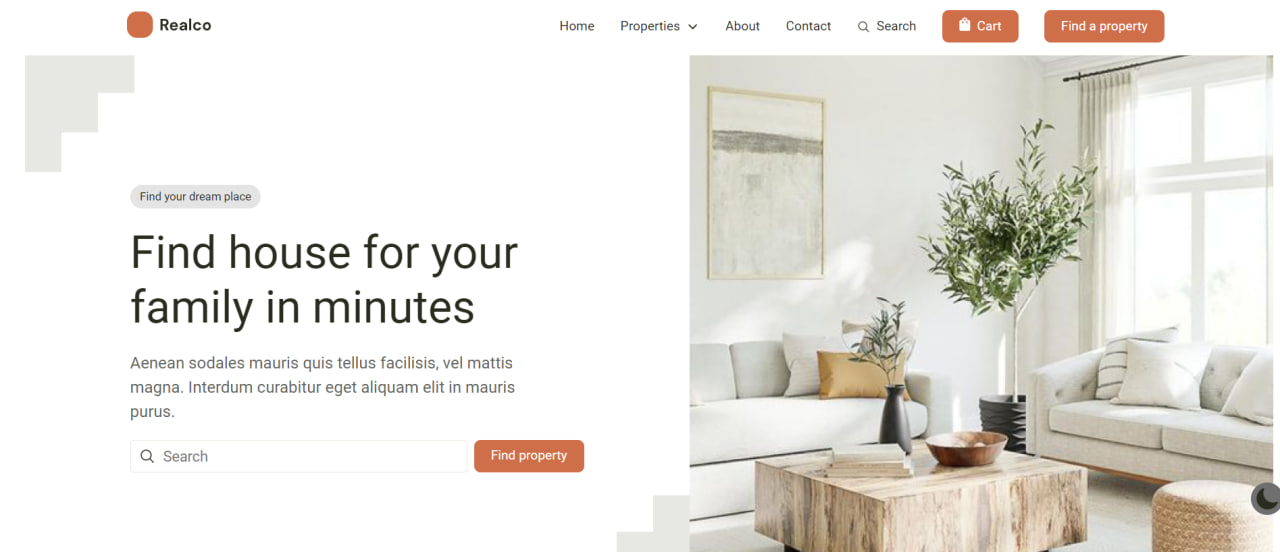 Realco
Home Properties About Contact Search Cart Find a property
Find your dream place
Find house for your
family in minutes
Aenean sodales mauris quis tellus facilisis, vel mattis
magna. Interdum curabitur eget aliquam elit in mauris
purus.
Search Find property